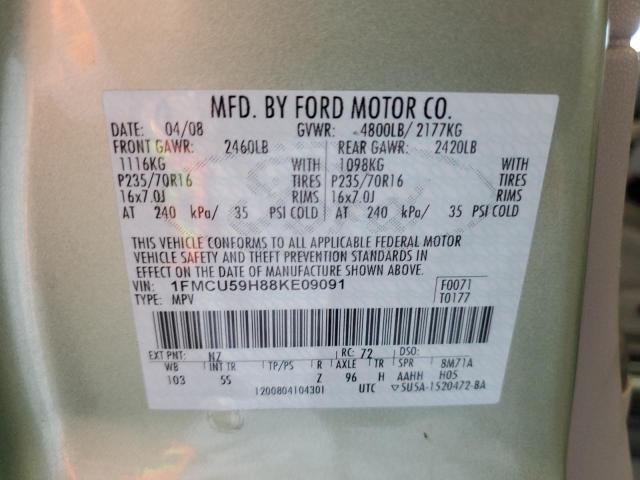 MFD. BY FORD MOTOR CO.
DATE: 04/08 GVWR: 4800LB/ 2177KG
FRONT GAWR: 2460LB REAR GAWR: 2420LB
1116KG WITH 1098KG WITH
P235/70R16 TIRES P235/70R16 TIRES
16x7.0J RIMS 16x7.0J RIMS
AT 240 kPa/ 35 PSI COLD AT 240 kPa/ 35 PSI COLD
THIS VEHICLE CONFORMS TO ALL APPLICABLE FEDERAL MOTOR
VEHICLE SAFETY AND THEFT PREVENTION STANDARDS IN
EFFECT ON THE DATE OF MANUFACTURE SHOWN ABOVE.
VIN: 1FMCU59H88KE09091 F0071
TYPE: MPV T0177
EXT PNT: NZ RC: 72 DSO:
WB INT TR TP/PS R AXLE TR SPR 8M71A
103 5S Z 96 H AAHH H05
1200804104301 UTC ▽5U5A-1520472-BA